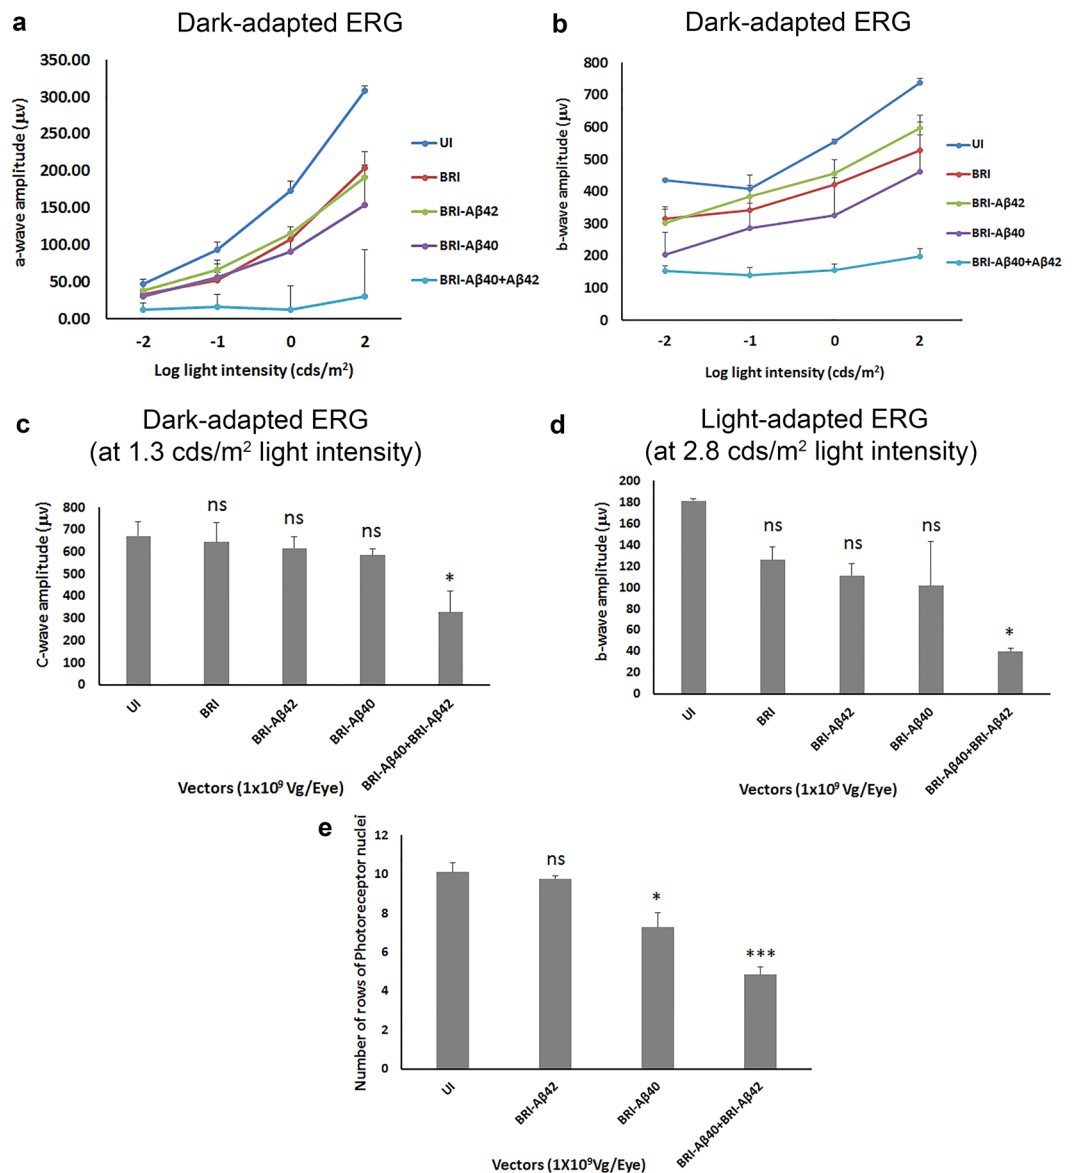 a
Dark-adapted ERG
350.00
300.00
250.00
200.00
150.00
100.00
50.00
0.00
a-wave amplitude (μv)
-2 -1 0 2
Log light intensity (cds/m²)
UI
BRI
BRI-Aβ42
BRI-Aβ40
BRI-Aβ40+Aβ42
b
Dark-adapted ERG
800
700
600
500
400
300
200
100
0
b-wave amplitude (μv)
-2 -1 0 2
Log light intensity (cds/m²)
UI
BRI
BRI-Aβ42
BRI-Aβ40
BRI-Aβ40+Aβ42
c
Dark-adapted ERG
(at 1.3 cds/m² light intensity)
800
700
600
500
400
300
200
100
0
C-wave amplitude (μv)
ns
ns
ns
*
UI
BRI
BRI-Aβ42
BRI-Aβ40
BRI-Aβ40+BRI-Aβ42
Vectors (1x10⁹ Vg/Eye)
d
Light-adapted ERG
(at 2.8 cds/m² light intensity)
200
180
160
140
120
100
80
60
40
20
0
b-wave amplitude (μv)
ns
ns
ns
*
UI
BRI
BRI-Aβ42
BRI-Aβ40
BRI-Aβ40+BRI-Aβ42
Vectors (1x10⁹ Vg/Eye)
e
12
10
8
6
4
2
0
Number of rows of Photoreceptor nuclei
ns
*
***
UI
BRI-Aβ42
BRI-Aβ40
BRI-Aβ40+BRI-Aβ42
Vectors (1X10⁹Vg/Eye)